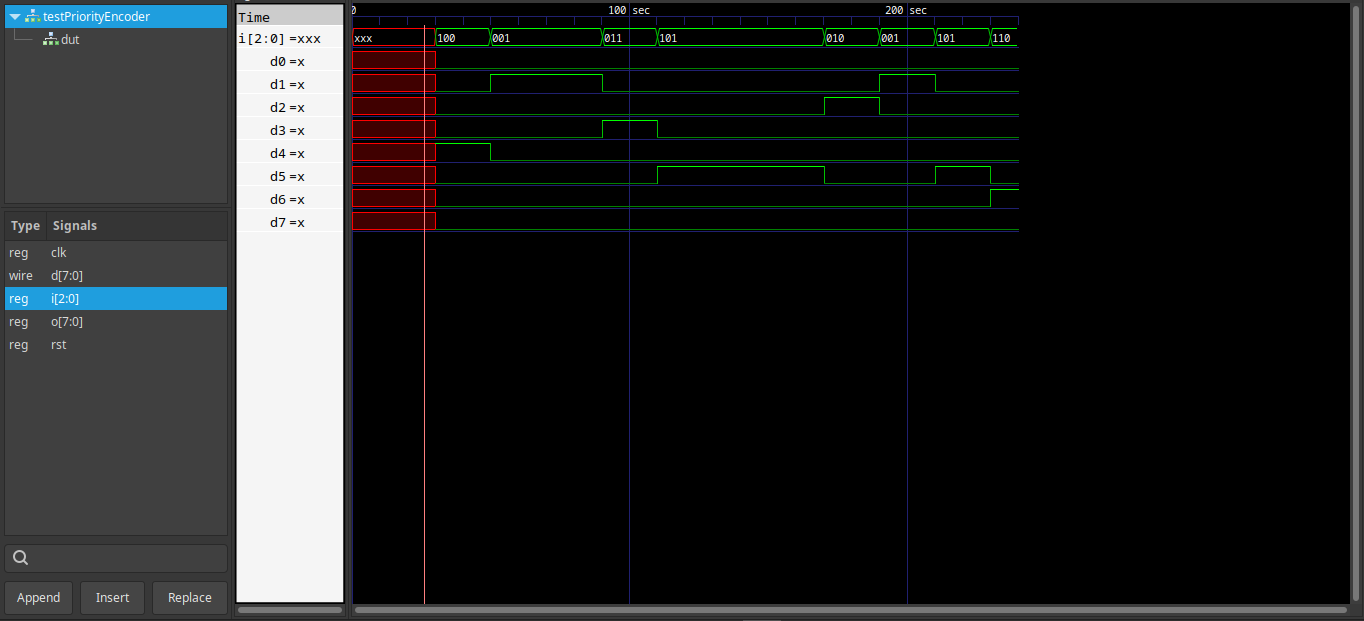 testPriorityEncoder
dut
Type Signals
reg clk
wire d[7:0]
reg i[2:0]
reg o[7:0]
reg rst
Append Insert Replace
Time
i[2:0] =xxx
d0 =x
d1 =x
d2 =x
d3 =x
d4 =x
d5 =x
d6 =x
d7 =x
0 100 sec 200 sec
xxx 100 001 011 101 010 001 101 110